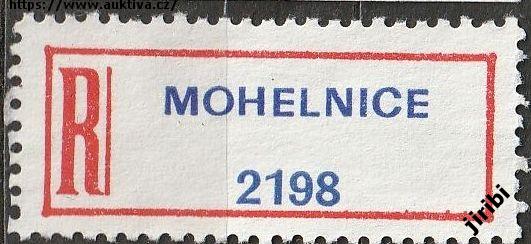 https://www.auktiva.cz/
R
MOHELNICE
2198
jiribi